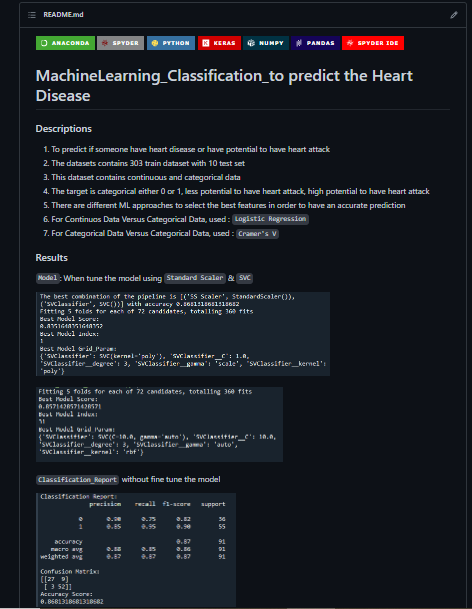 README.md
ANACONDA SPYDER PYTHON KERAS NUMPY PANDAS SPYDER IDE
MachineLearning_Classification_to predict the Heart
Disease
Descriptions
1. To predict if someone have heart disease or have potential to have heart attack
2. The datasets contains 303 train dataset with 10 test set
3. This dataset contains continuous and categorical data
4. The target is categorical either 0 or 1, less potential to have heart attack, high potential to have heart attack
5. There are different ML approaches to select the best features in order to have an accurate prediction
6. For Continuos Data Versus Categorical Data, used : Logistic Regression
7. For Categorical Data Versus Categorical Data, used : Cramer's V
Results
Model: When tune the model using Standard Scaler & SVC
The best combination of the pipeline is [('SS Scaler', StandardScaler()),
('SVClassifier', SVC())] with accuracy 0.8681318681318682
Fitting 5 folds for each of 72 candidates, totalling 360 fits
Best Model Score:
0.8351648351648352
Best Model Index:
1
Best Model Grid_Param:
{'SVClassifier': SVC(kernel='poly'), 'SVClassifier__C': 1.0,
'SVClassifier__degree': 3, 'SVClassifier__gamma': 'scale', 'SVClassifier__kernel':
'poly'}
Fitting 5 folds for each of 72 candidates, totalling 360 fits
Best Model Score:
0.8571428571428571
Best Model Index:
31
Best Model Grid Param:
{'SVClassifier': SVC(C=10.0, gamma='auto'), 'SVClassifier__C': 10.0,
'SVClassifier__degree': 3, 'SVClassifier__gamma': 'auto',
'SVClassifier__kernel': 'rbf'}
Classification_Report without fine tune the model
Classification Report:
precision recall f1-score support
0 0.90 0.75 0.82 36
1 0.85 0.95 0.90 55
accuracy 0.87 91
macro avg 0.88 0.85 0.86 91
weighted avg 0.87 0.87 0.87 91
Confusion Matrix:
[[27 9]
[ 3 52]]
Accuracy Score:
0.8681318681318682